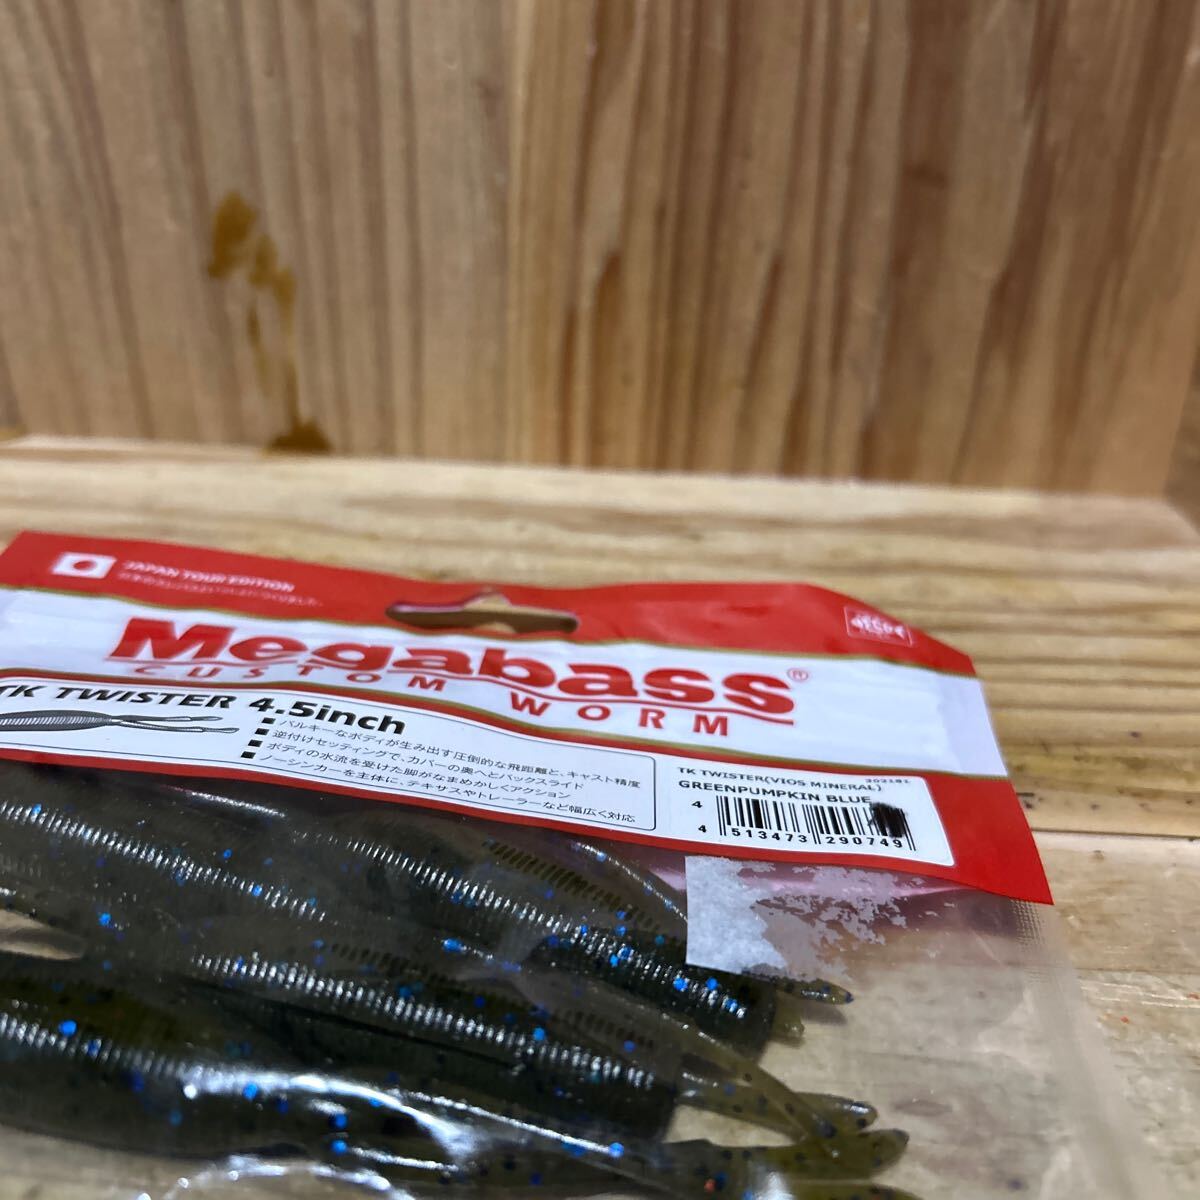 JAPAN TOUR EDITION
Megabass®
CUSTOM WORM
TK TWISTER 4.5inch
■ バルキーなボディが生み出す圧倒的な飛距離と、キャスト精度
■ 逆付けセッティングで、カバーの奥へとバックスライド
■ ボディの水流を受けた脚がなまめかしくアクション
■ ノーシンカーを主体に、テキサスやトレーラーなど幅広く対応
TK TWISTER(VIOS MINERAL)
GREENPUMPKIN BLUE
4
4 513473 290749